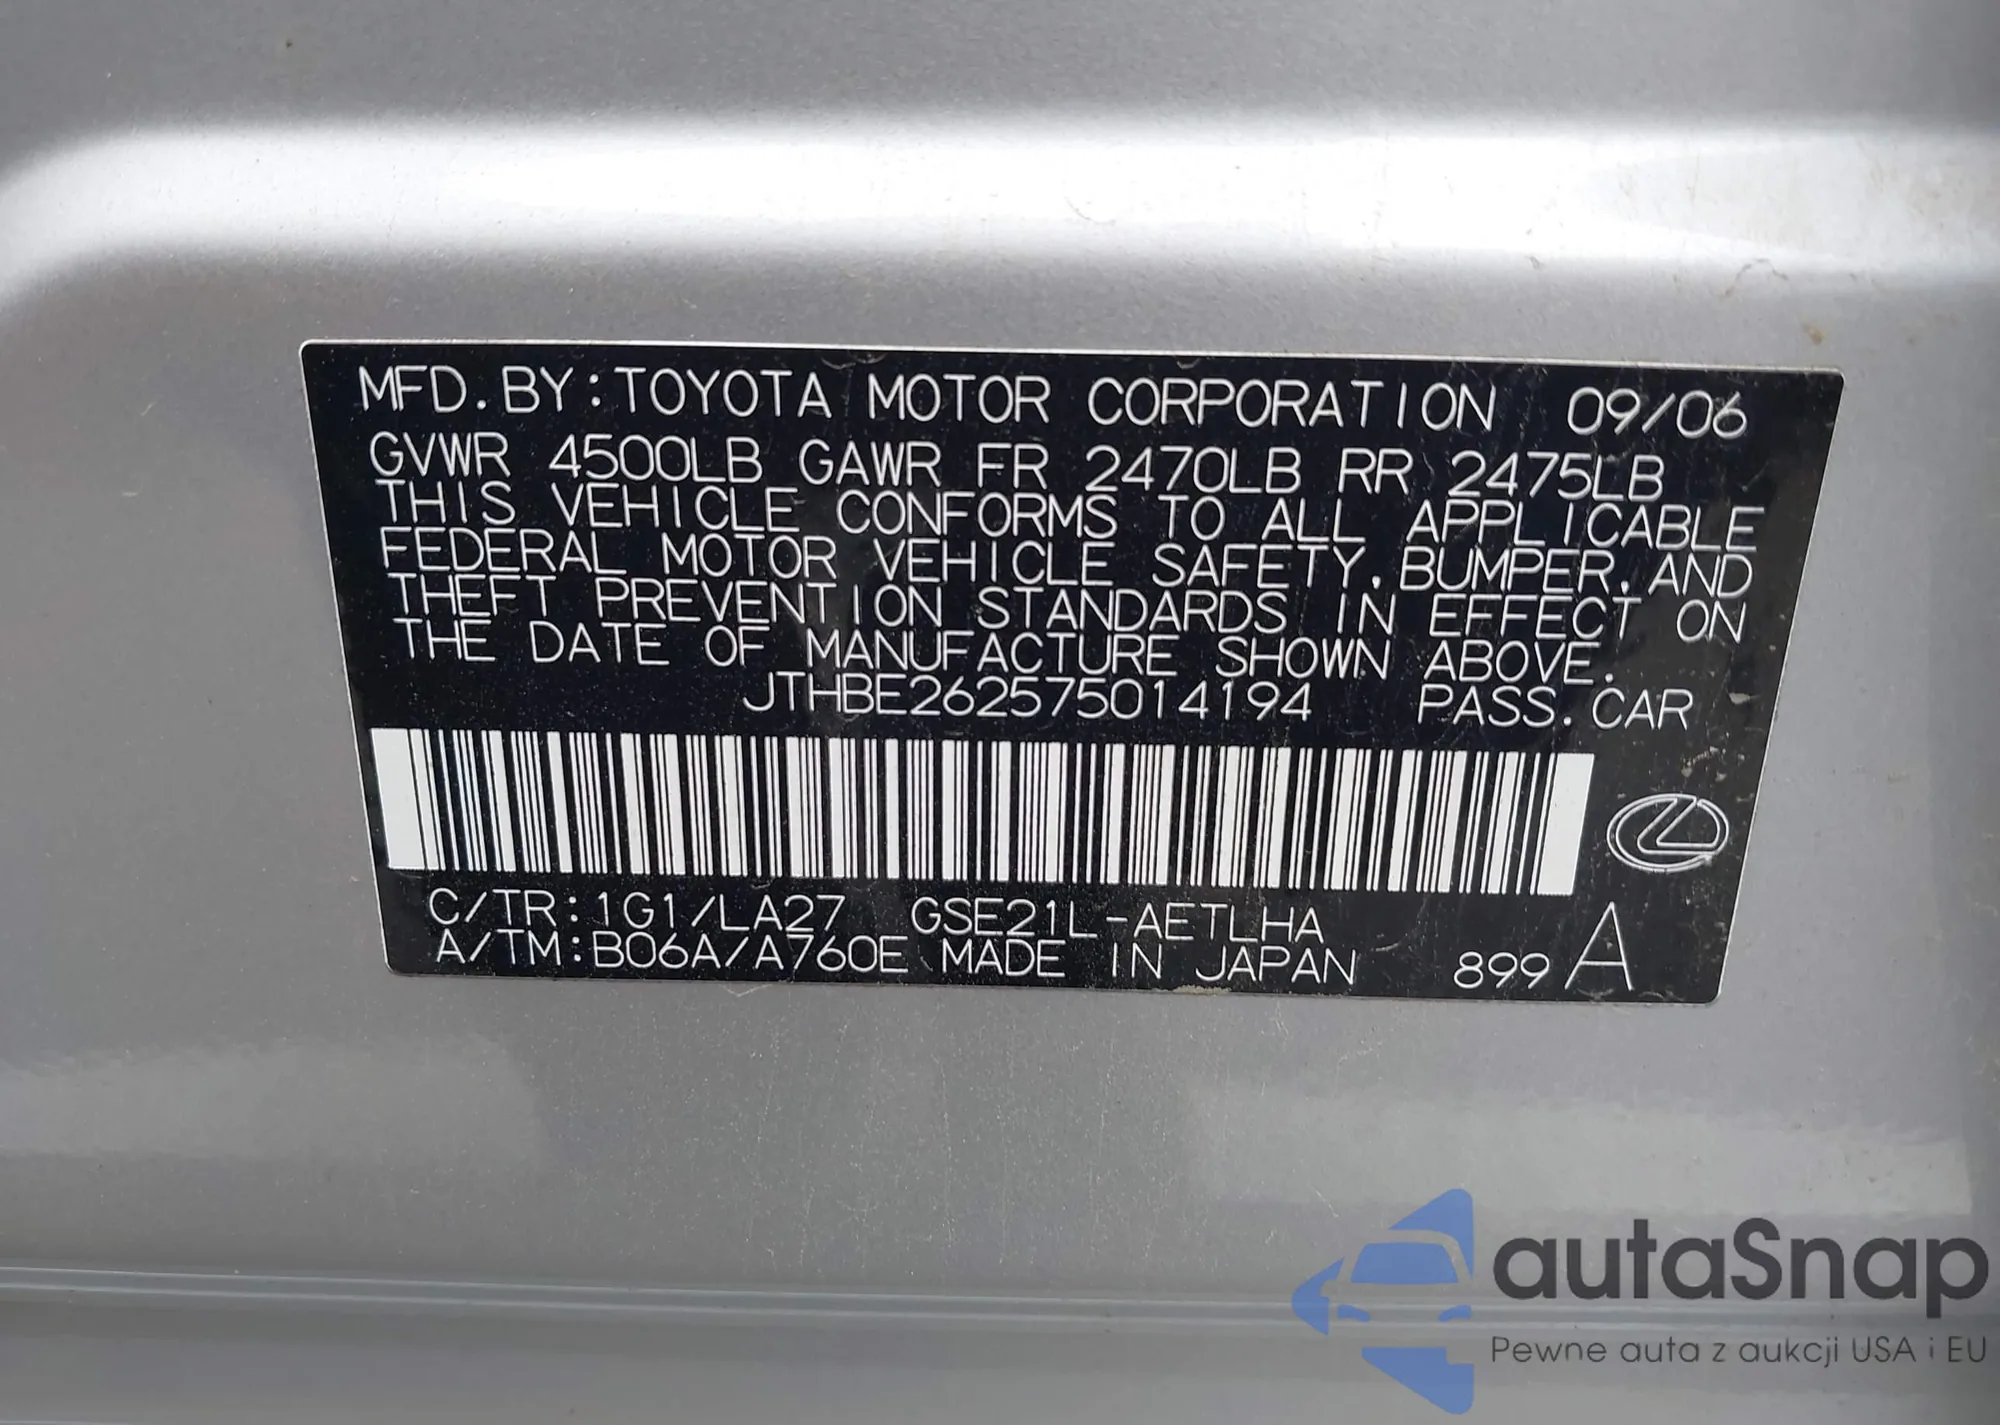 MFD. BY: TOYOTA MOTOR CORPORATION 09/06
GVWR 4500LB GAWR FR 2470LB RR 2475LB
THIS VEHICLE CONFORMS TO ALL APPLICABLE
FEDERAL MOTOR VEHICLE SAFETY, BUMPER, AND
THEFT PREVENTION STANDARDS IN EFFECT ON
THE DATE OF MANUFACTURE SHOWN ABOVE.
JTHBE262575014194 PASS. CAR
C/TR: 1G1/LA27 GSE21L-AETLHA
A/TM: B06A/A760E MADE IN JAPAN 899 A
autaSnap
Pewne auta z aukcji USA i EU